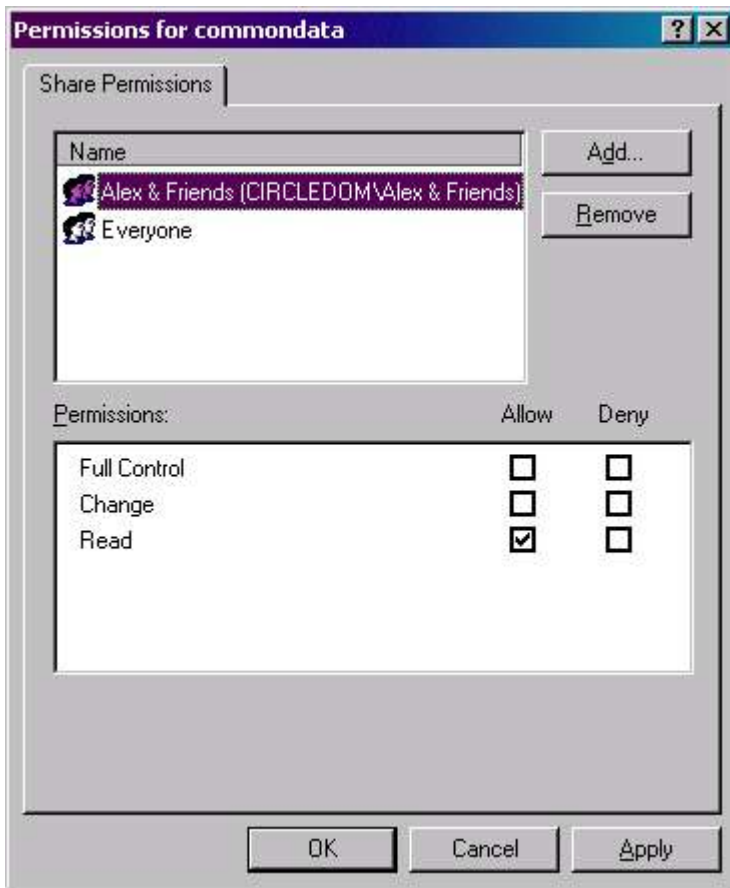 Permissions for commondata
Share Permissions
Name
Alex & Friends (CIRCLEDOM\Alex & Friends)
Everyone
Add...
Remove
Permissions: Allow Deny
Full Control
Change
Read
OK Cancel Apply